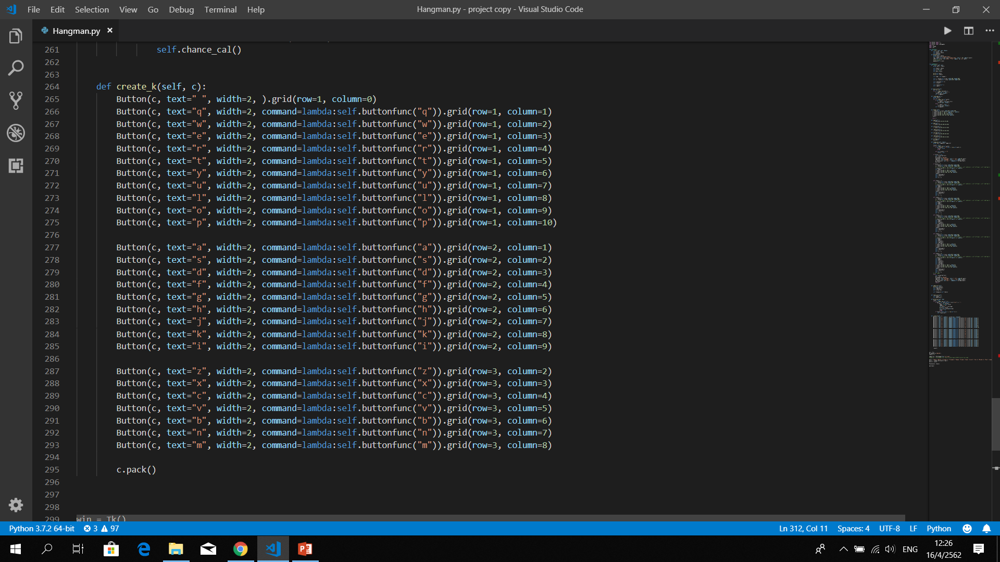 File Edit Selection View Go Debug Terminal Help
Hangman.py - project copy - Visual Studio Code
Hangman.py
261 self.chance_cal()
262
263
264 def create_k(self, c):
265 Button(c, text=" ", width=2, ).grid(row=1, column=0)
266 Button(c, text="q", width=2, command=lambda:self.buttonfunc("q")).grid(row=1, column=1)
267 Button(c, text="w", width=2, command=lambda:self.buttonfunc("w")).grid(row=1, column=2)
268 Button(c, text="e", width=2, command=lambda:self.buttonfunc("e")).grid(row=1, column=3)
269 Button(c, text="r", width=2, command=lambda:self.buttonfunc("r")).grid(row=1, column=4)
270 Button(c, text="t", width=2, command=lambda:self.buttonfunc("t")).grid(row=1, column=5)
271 Button(c, text="y", width=2, command=lambda:self.buttonfunc("y")).grid(row=1, column=6)
272 Button(c, text="u", width=2, command=lambda:self.buttonfunc("u")).grid(row=1, column=7)
273 Button(c, text="l", width=2, command=lambda:self.buttonfunc("l")).grid(row=1, column=8)
274 Button(c, text="o", width=2, command=lambda:self.buttonfunc("o")).grid(row=1, column=9)
275 Button(c, text="p", width=2, command=lambda:self.buttonfunc("p")).grid(row=1, column=10)
276
277 Button(c, text="a", width=2, command=lambda:self.buttonfunc("a")).grid(row=2, column=1)
278 Button(c, text="s", width=2, command=lambda:self.buttonfunc("s")).grid(row=2, column=2)
279 Button(c, text="d", width=2, command=lambda:self.buttonfunc("d")).grid(row=2, column=3)
280 Button(c, text="f", width=2, command=lambda:self.buttonfunc("f")).grid(row=2, column=4)
281 Button(c, text="g", width=2, command=lambda:self.buttonfunc("g")).grid(row=2, column=5)
282 Button(c, text="h", width=2, command=lambda:self.buttonfunc("h")).grid(row=2, column=6)
283 Button(c, text="j", width=2, command=lambda:self.buttonfunc("j")).grid(row=2, column=7)
284 Button(c, text="k", width=2, command=lambda:self.buttonfunc("k")).grid(row=2, column=8)
285 Button(c, text="i", width=2, command=lambda:self.buttonfunc("i")).grid(row=2, column=9)
286
287 Button(c, text="z", width=2, command=lambda:self.buttonfunc("z")).grid(row=3, column=2)
288 Button(c, text="x", width=2, command=lambda:self.buttonfunc("x")).grid(row=3, column=3)
289 Button(c, text="c", width=2, command=lambda:self.buttonfunc("c")).grid(row=3, column=4)
290 Button(c, text="v", width=2, command=lambda:self.buttonfunc("v")).grid(row=3, column=5)
291 Button(c, text="b", width=2, command=lambda:self.buttonfunc("b")).grid(row=3, column=6)
292 Button(c, text="n", width=2, command=lambda:self.buttonfunc("n")).grid(row=3, column=7)
293 Button(c, text="m", width=2, command=lambda:self.buttonfunc("m")).grid(row=3, column=8)
294
295 c.pack()
296
297
298
299 win = Tk()
Python 3.7.2 64-bit 3 97 Ln 312, Col 11 Spaces: 4 UTF-8 LF Python
ENG
12:26
16/4/2562